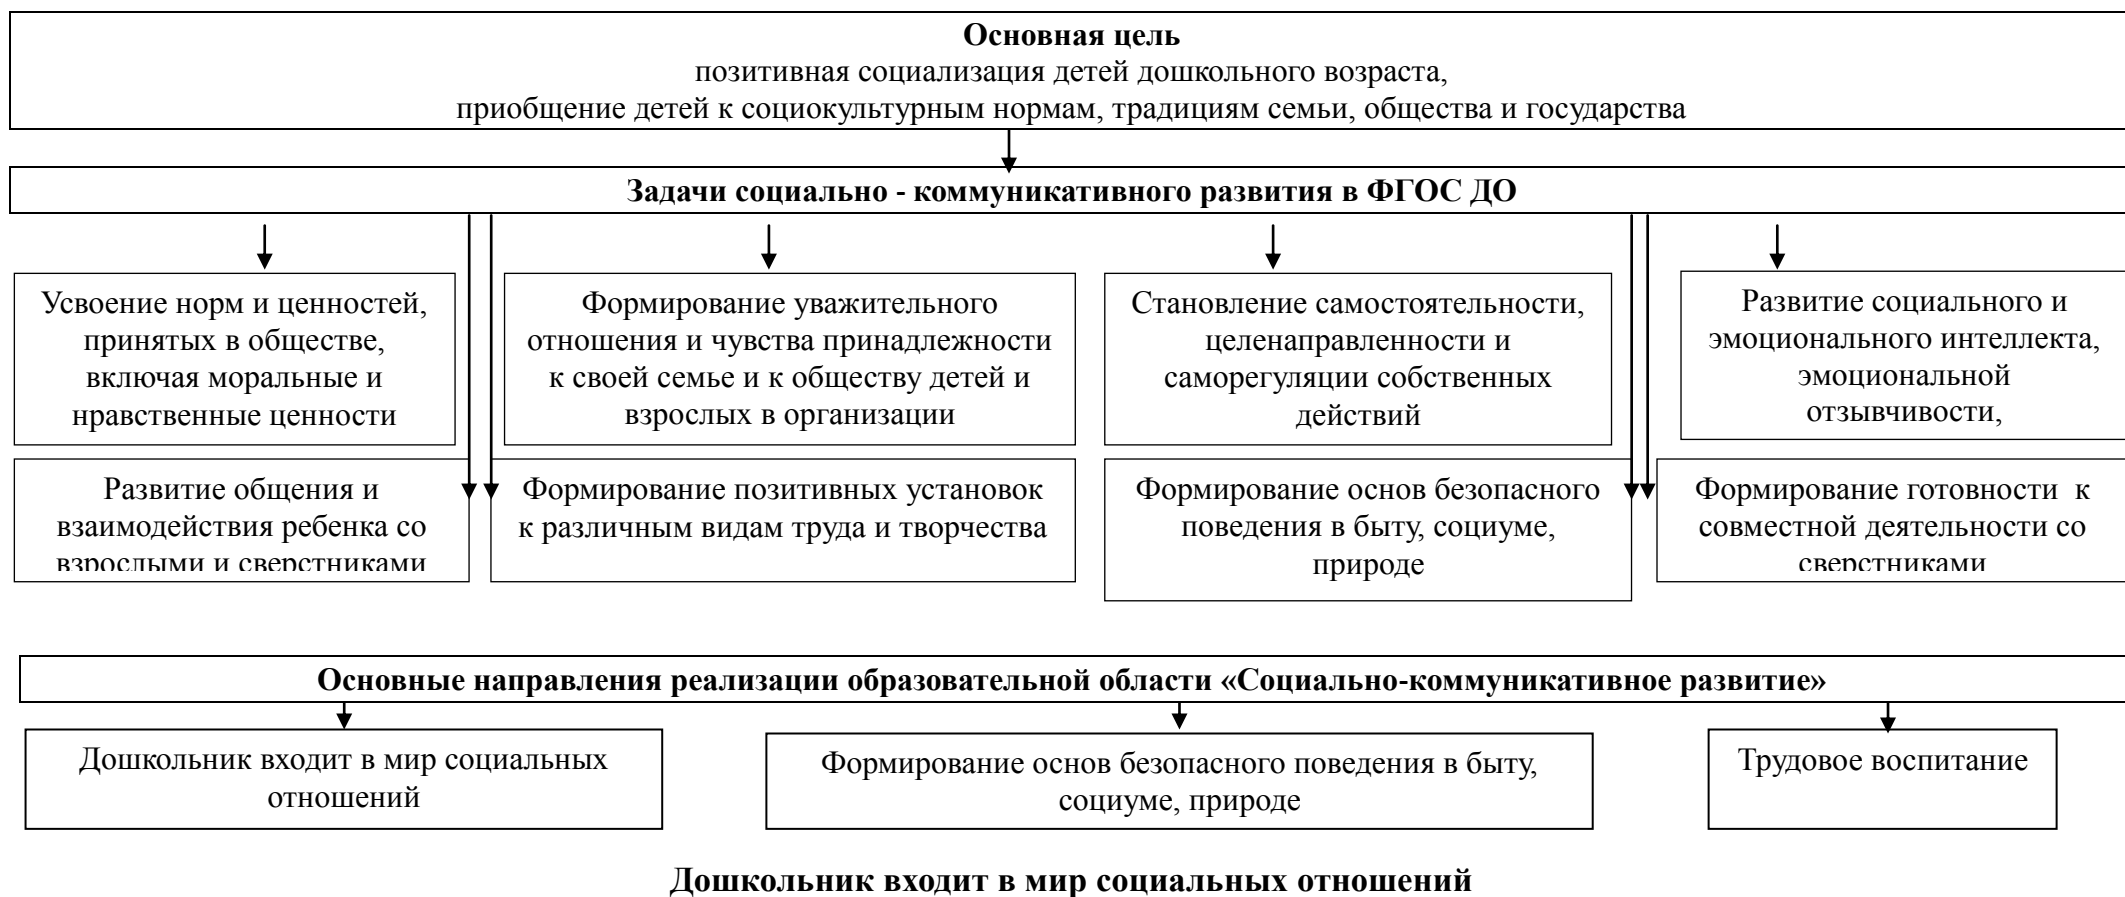 Основная цель
позитивная социализация детей дошкольного возраста,
приобщение детей к социокультурным нормам, традициям семьи, общества и государства
Задачи социально - коммуникативного развития в ФГОС ДО
Усвоение норм и ценностей,
принятых в обществе,
включая моральные и
нравственные ценности
Формирование уважительного
отношения и чувства принадлежности
к своей семье и к обществу детей и
взрослых в организации
Становление самостоятельности,
целенаправленности и
саморегуляции собственных
действий
Развитие социального и
эмоционального интеллекта,
эмоциональной
отзывчивости,
Развитие общения и
взаимодействия ребенка со
взрослыми и сверстниками
Формирование позитивных установок
к различным видам труда и творчества
Формирование основ безопасного
поведения в быту, социуме,
природе
Формирование готовности к
совместной деятельности со
сверстниками
Основные направления реализации образовательной области «Социально-коммуникативное развитие»
Дошкольник входит в мир социальных
отношений
Формирование основ безопасного поведения в быту,
социуме, природе
Трудовое воспитание
Дошкольник входит в мир социальных отношений